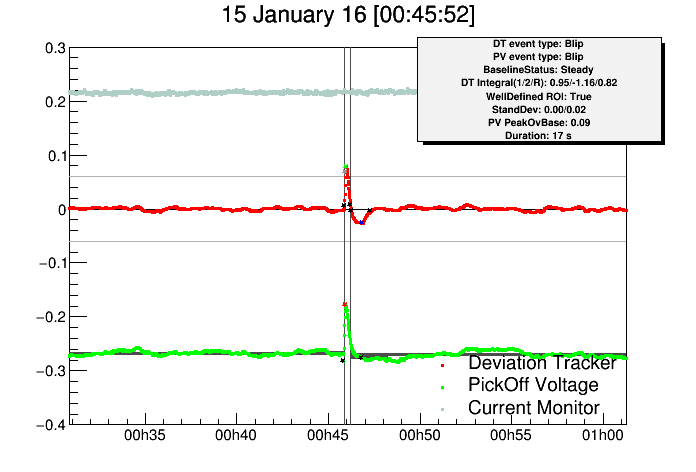 15 January 16 [00:45:52]
DT event type: Blip
PV event type: Blip
BaselineStatus: Steady
DT Integral(1/2/R): 0.95/-1.16/0.82
WellDefined ROI: True
StandDev: 0.00/0.02
PV PeakOvBase: 0.09
Duration: 17 s
0.3
0.2
0.1
0
−0.1
−0.2
−0.3
−0.4
Deviation Tracker
PickOff Voltage
Current Monitor
00h35 00h40 00h45 00h50 00h55 01h00